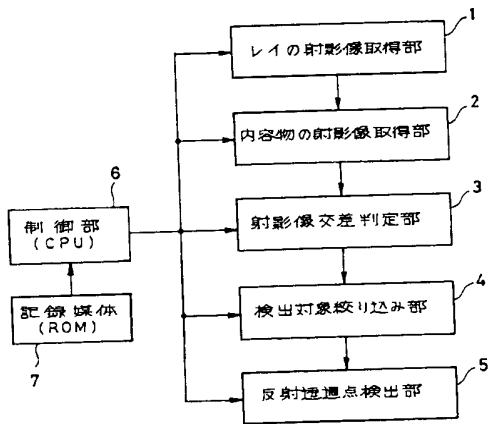 1
レイの射影像取得部
2
内容物の射影像取得部
3
射影像交差判定部
4
検出対象絞り込み部
5
反射透過点検出部
6
制御部
(CPU)
記録媒体
(ROM)
7